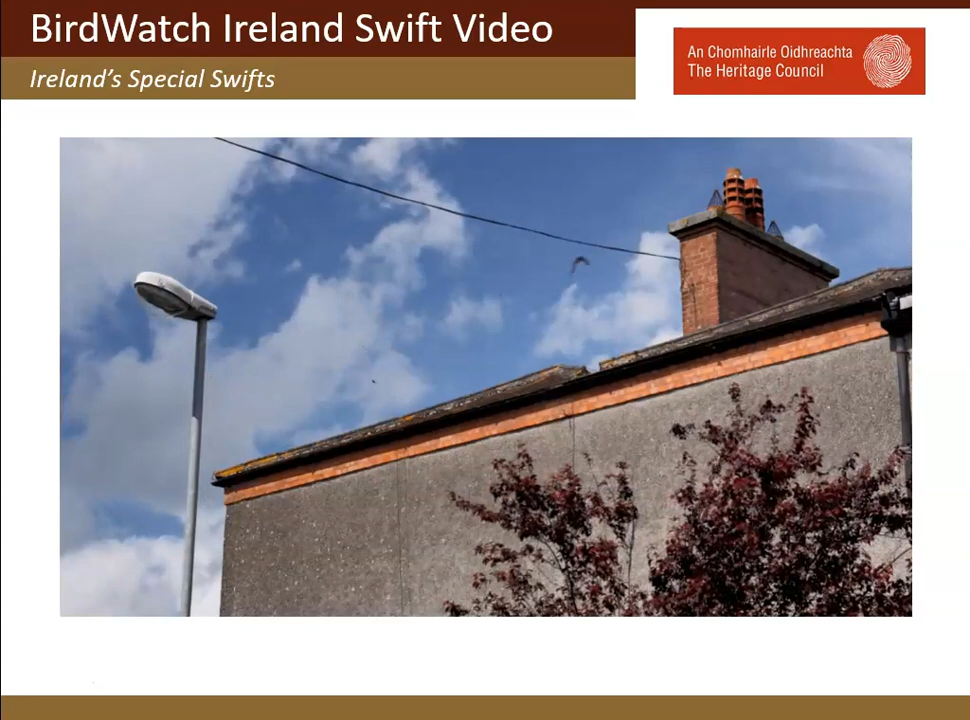 BirdWatch Ireland Swift Video
Ireland's Special Swifts
An Chomhairle Oidhreachta
The Heritage Council